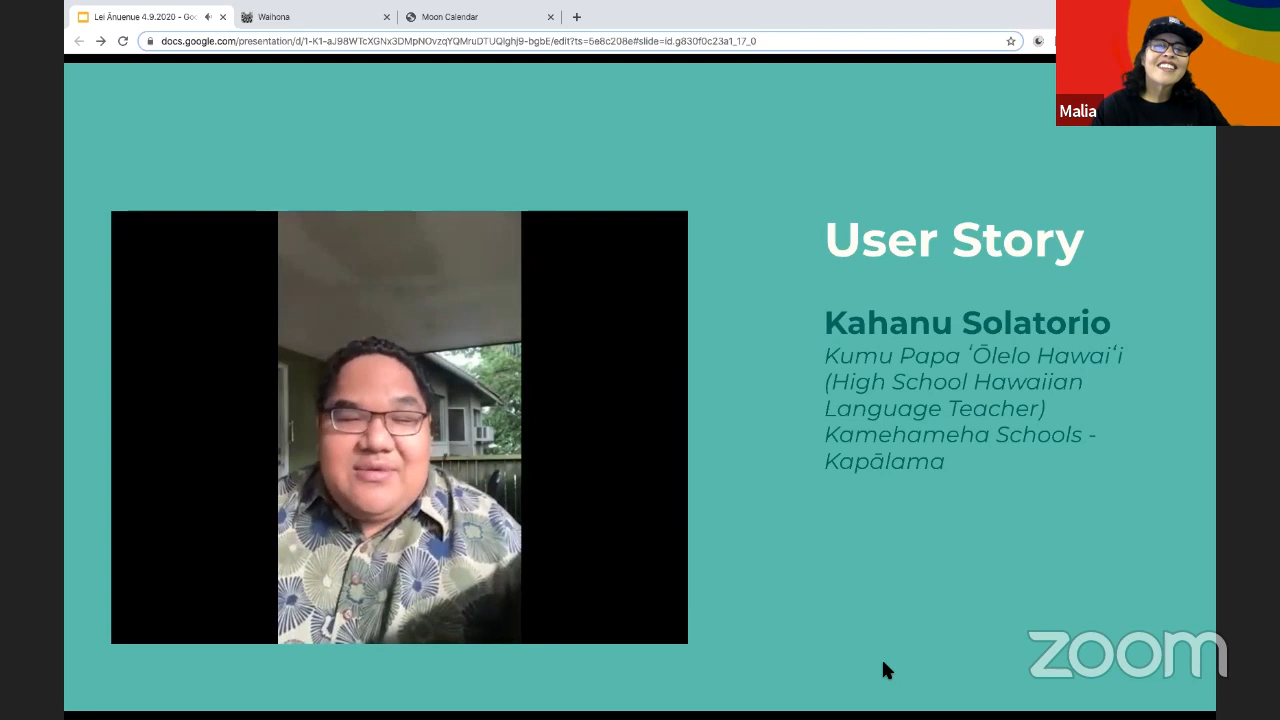 Lei Ānuenue 4.9.2020 - Goo
Waihona
Moon Calendar
docs.google.com/presentation/d/1-K1-aJ98WTcXGNx3DMpNOvzqYQMruDTUQIghJ9-bgbE/edit?ts=5e8c208e#slide=id.g830f0c23a1_17_0
Malia
User Story
Kahanu Solatorio
Kumu Papa ʻŌlelo Hawaiʻi
(High School Hawaiian
Language Teacher)
Kamehameha Schools -
Kapālama
zoom